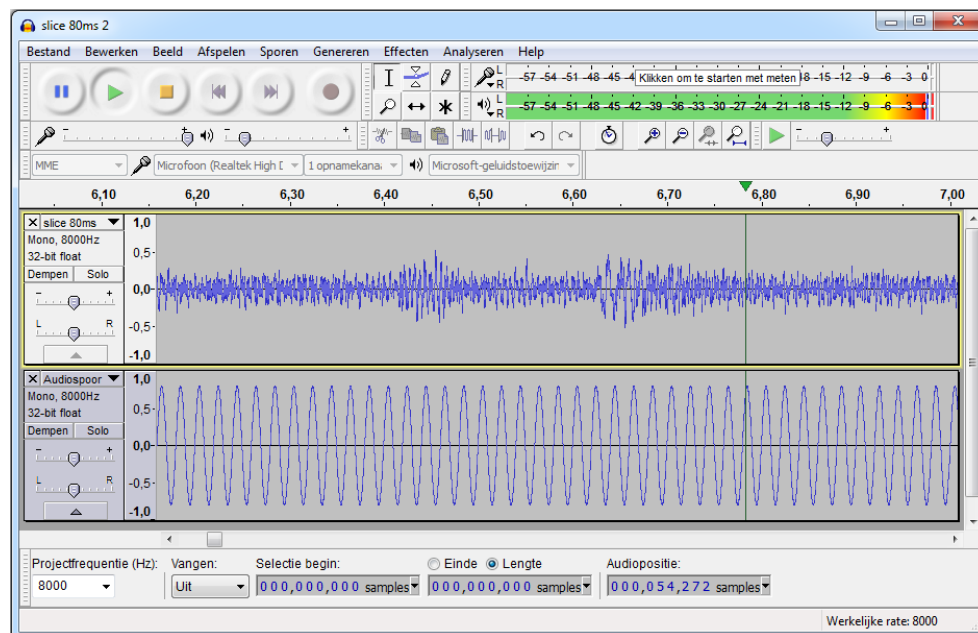 slice 80ms 2
Bestand Bewerken Beeld Afspelen Sporen Genereren Effecten Analyseren Help
L R -57 -54 -51 -48 -45 -4 Klikken om te starten met meten 18 -15 -12 -9 -6 -3 0
L R -57 -54 -51 -48 -45 -42 -39 -36 -33 -30 -27 -24 -21 -18 -15 -12 -9 -6 -3 0
- + - + - +
MME Microfoon (Realtek High D 1 opnamekana Microsoft-geluidstoewijzin
6,10 6,20 6,30 6,40 6,50 6,60 6,70 6,80 6,90 7,00
X slice 80ms 1,0
Mono, 8000Hz
32-bit float 0,5-
Dempen Solo
- + 0,0-
L R -0,5-
-1,0
X Audiospoor 1,0
Mono, 8000Hz
32-bit float 0,5-
Dempen Solo
- + 0,0-
L R -0,5-
-1,0
Projectfrequentie (Hz): Vangen: Selectie begin: Einde Lengte Audiopositie:
8000 Uit 000,000,000 samples 000,000,000 samples 000,054,272 samples
Werkelijke rate: 8000